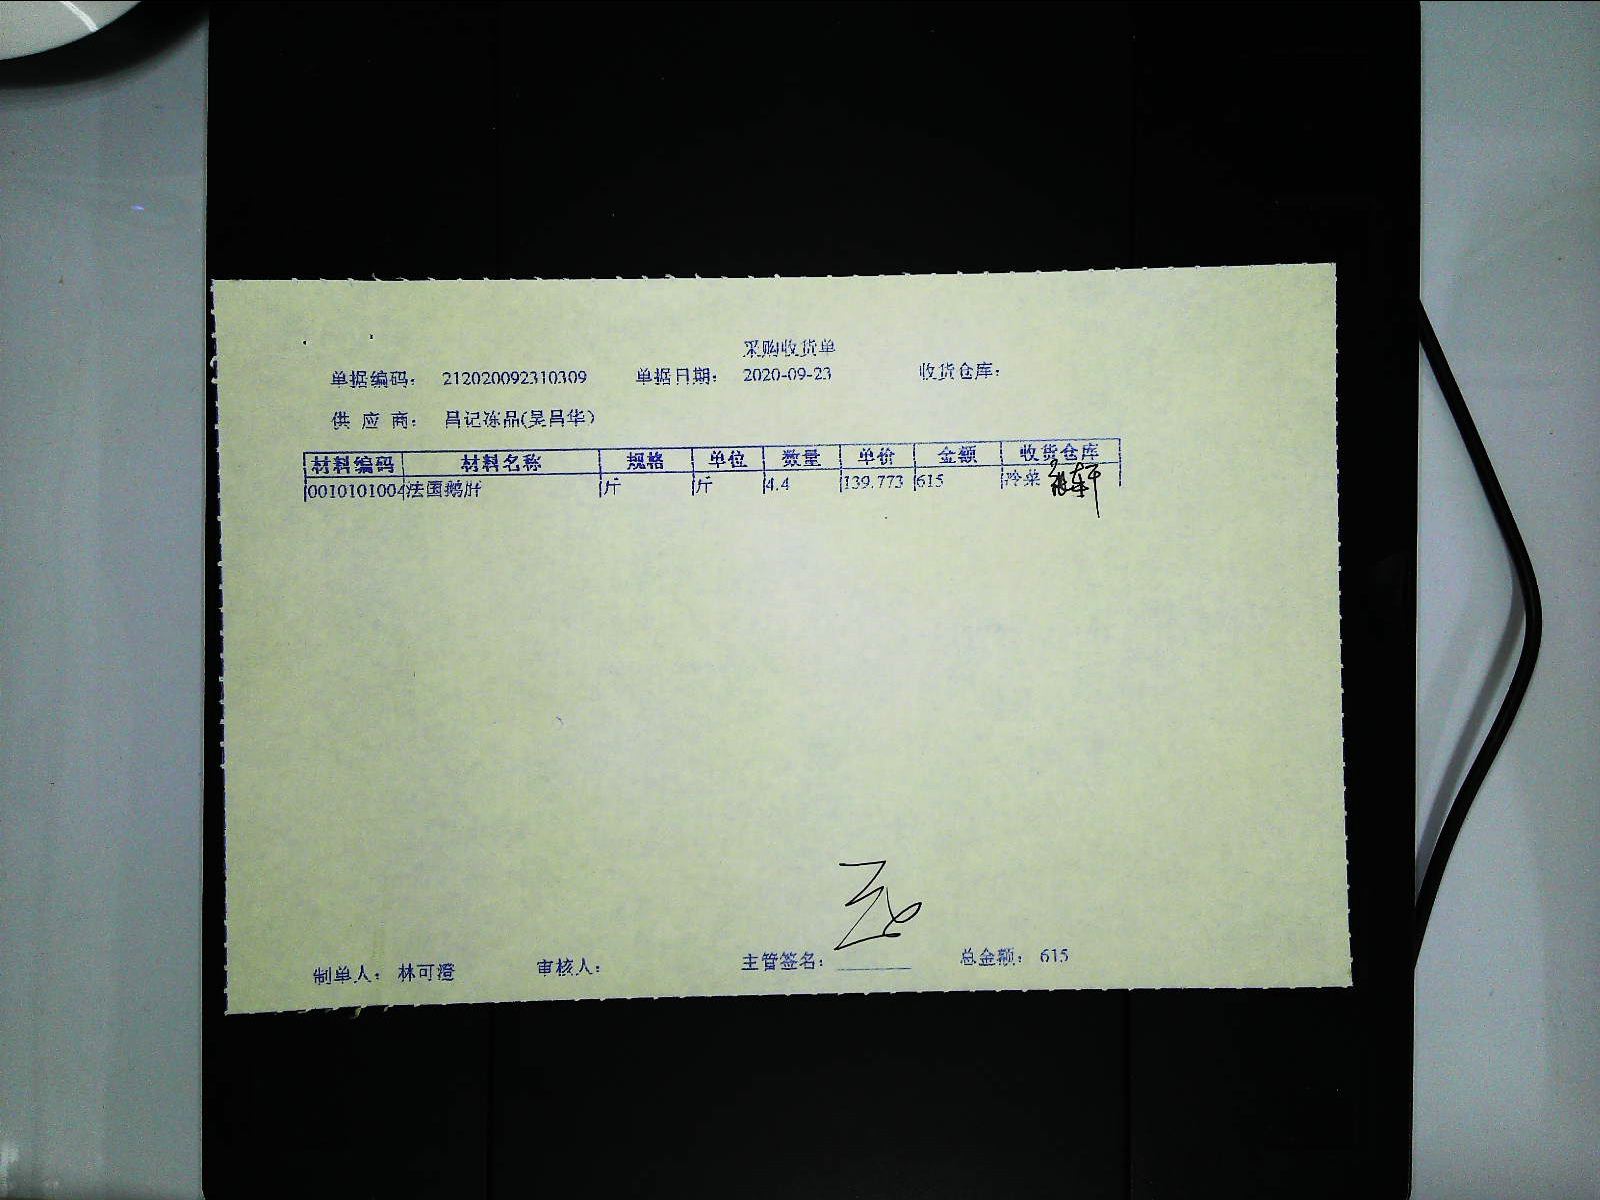 采购收货单
单据编码： 212020092310309 单据日期： 2020-09-23 收货仓库：
供 应 商： 昌记冻品(吴昌华)
材料编码 材料名称 规格 单位 数量 单价 金额 收货仓库
0010101004 法国鹅肝 斤 斤 4.4 139.773 615 冷菜
制单人： 林可澄 审核人： 主管签名： 总金额： 615